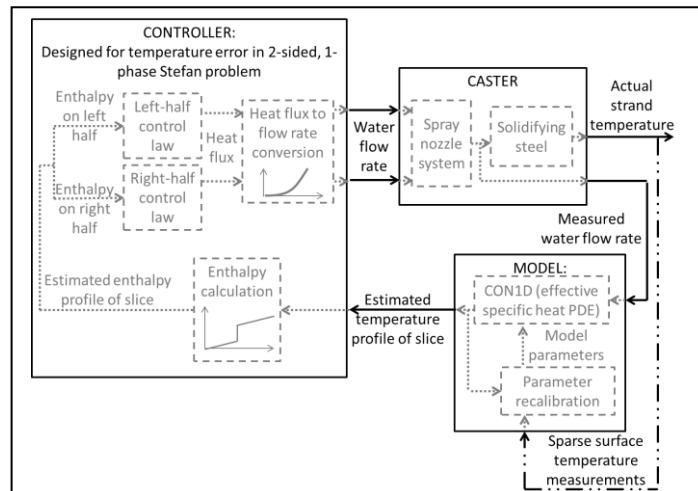 CONTROLLER:
Designed for temperature error in 2-sided, 1-
phase Stefan problem
Enthalpy
on left
half
Left-half
control
law
Heat
flux
Heat flux to
flow rate
conversion
Enthalpy
on right
half
Right-half
control
law
Estimated enthalpy
profile of slice
Enthalpy
calculation
Water
flow
rate
CASTER
Spray
nozzle
system
Solidifying
steel
Actual
strand
temperature
Measured
water flow rate
Estimated
temperature
profile of slice
MODEL:
CON1D (effective
specific heat PDE)
Model
parameters
Parameter
recalibration
Sparse surface
temperature
measurements